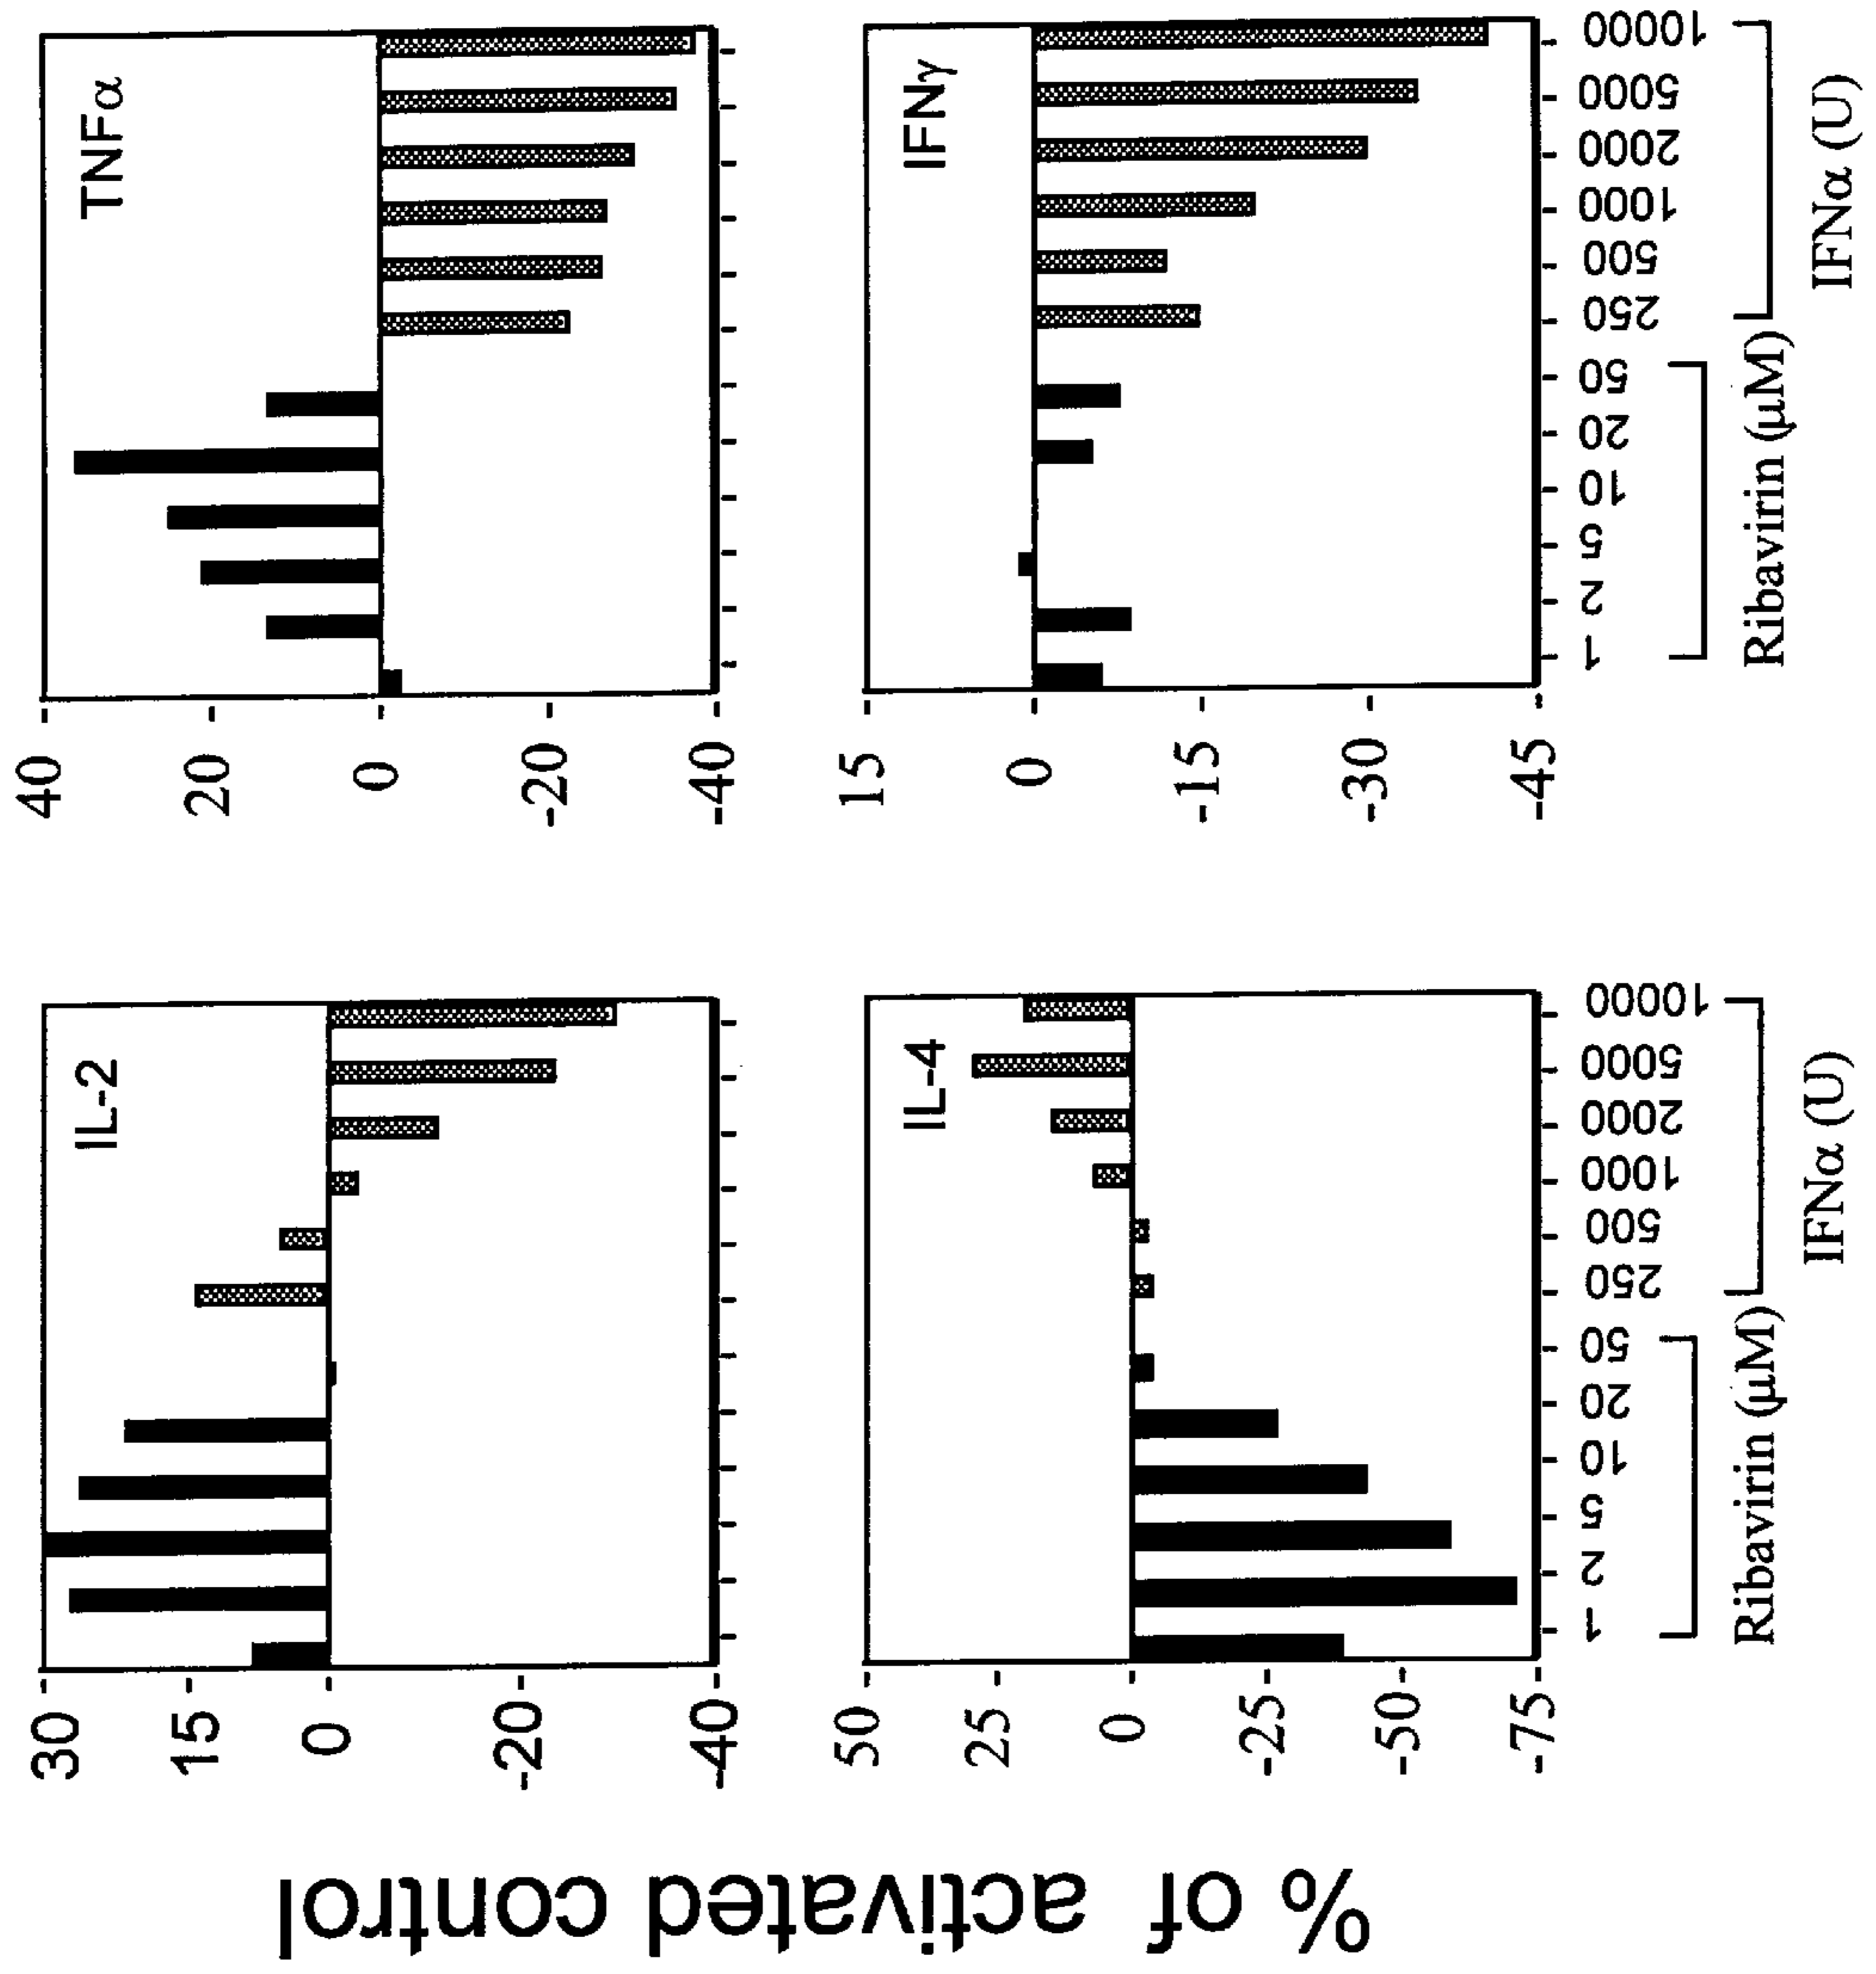 % of activated control
IL-2
30
15
0
-20
-40
TNFα
40
20
0
-20
-40
IL-4
50
25
0
-25
-50
-75
1 2 5 10 20 50 250 500 1000 2000 5000 10000
Ribavirin (μM) IFNα (U)
IFNγ
15
0
-15
-30
-45
1 2 5 10 20 50 250 500 1000 2000 5000 10000
Ribavirin (μM) IFNα (U)